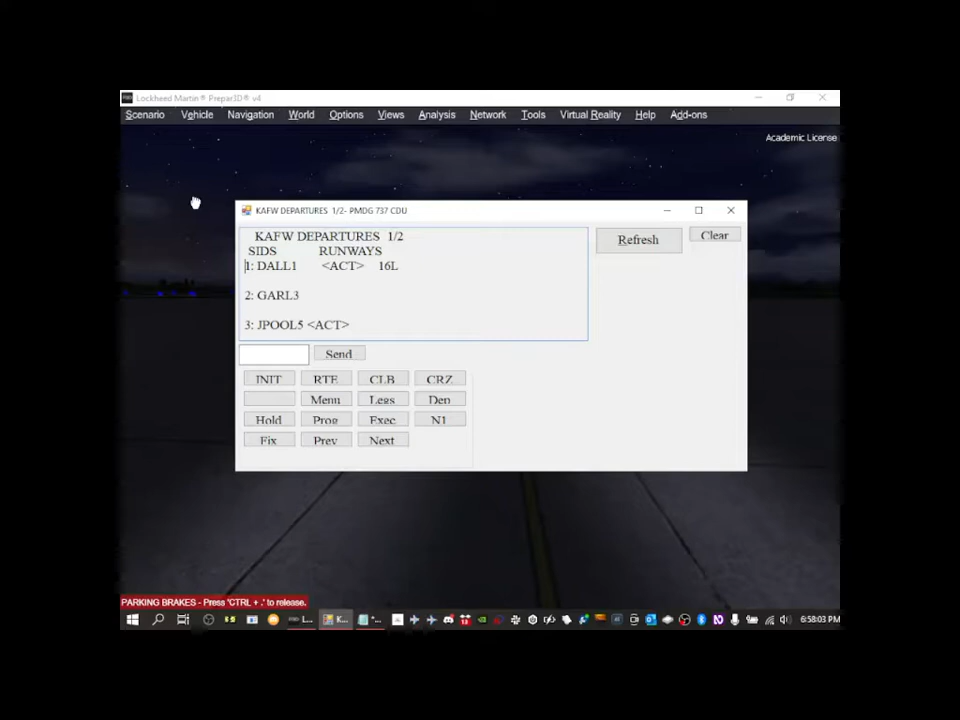 Lockheed Martin® Prepar3D® v4
Scenario Vehicle Navigation World Options Views Analysis Network Tools Virtual Reality Help Add-ons
Academic License
KAFW DEPARTURES 1/2- PMDG 737 CDU
KAFW DEPARTURES 1/2
SIDS RUNWAYS
1: DALL1 <ACT> 16L
2: GARL3
3: JPOOL5 <ACT>
Refresh Clear
Send
INIT RTE CLB CRZ
Menu Legs Dep
Hold Prog Exec N1
Fix Prev Next
PARKING BRAKES - Press 'CTRL + .' to release.
L... K... *...
6:58:03 PM